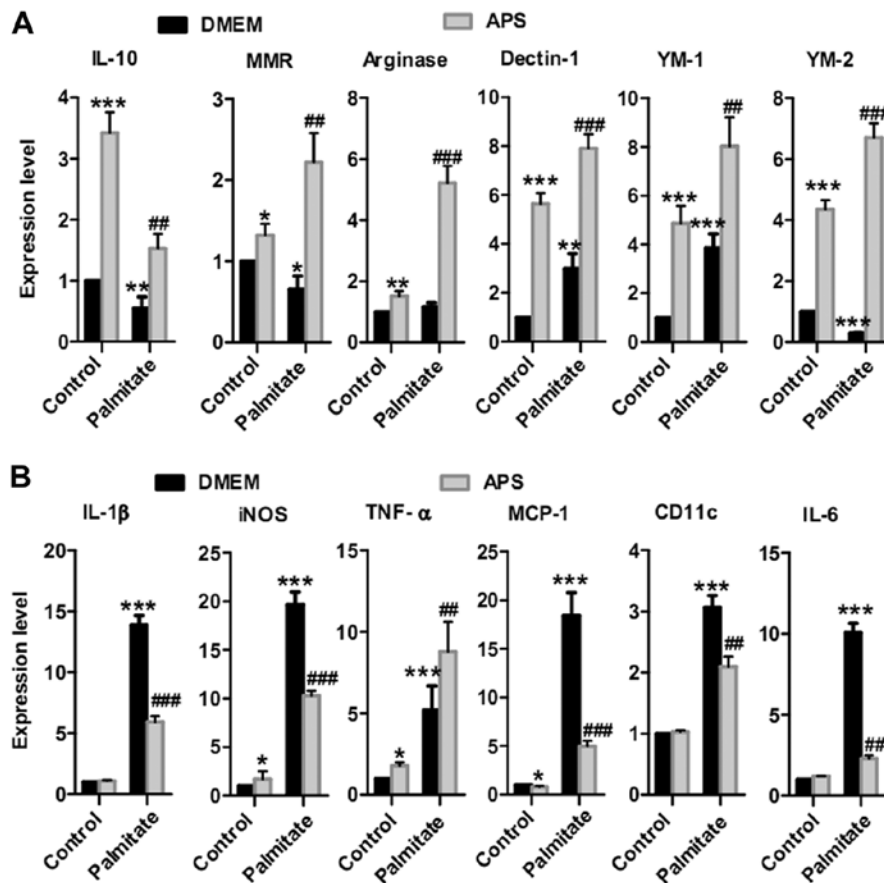 A
DMEM APS
IL-10 MMR Arginase Dectin-1 YM-1 YM-2
Expression level
4 3 2 1 0
3 2 1 0
8 6 4 2 0
10 8 6 4 2 0
10 8 6 4 2 0
8 6 4 2 0
*** ** ##
* * ##
** ###
*** ** ###
*** *** ##
*** *** ###
Control Palmitate Control Palmitate Control Palmitate Control Palmitate Control Palmitate Control Palmitate
B
DMEM APS
IL-1β iNOS TNF- α MCP-1 CD11c IL-6
Expression level
20 15 10 5 0
25 20 15 10 5 0
15 10 5 0
25 20 15 10 5 0
4 3 2 1 0
15 10 5 0
*** ###
* *** ###
* *** ##
* *** ###
*** ##
*** ##
Control Palmitate Control Palmitate Control Palmitate Control Palmitate Control Palmitate Control Palmitate